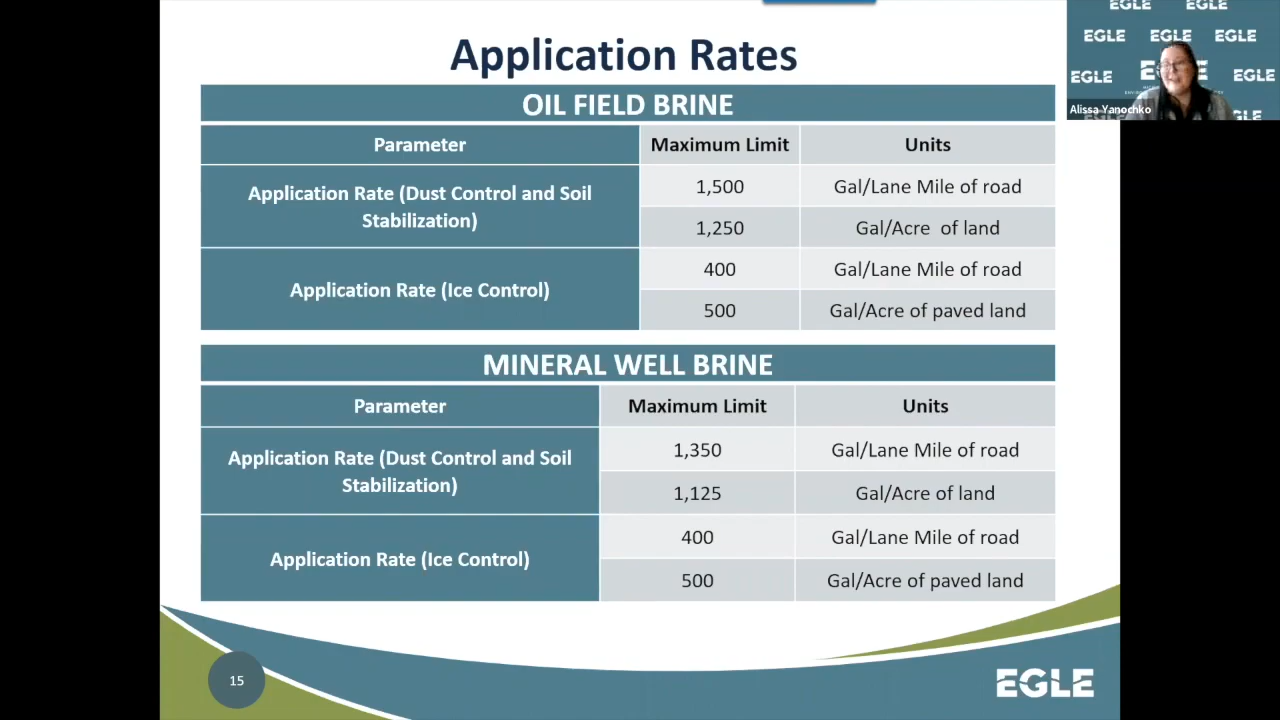 Application Rates
OIL FIELD BRINE
Parameter Maximum Limit Units
Application Rate (Dust Control and Soil
Stabilization)
1,500 Gal/Lane Mile of road
1,250 Gal/Acre of land
Application Rate (Ice Control)
400 Gal/Lane Mile of road
500 Gal/Acre of paved land
MINERAL WELL BRINE
Parameter Maximum Limit Units
Application Rate (Dust Control and Soil
Stabilization)
1,350 Gal/Lane Mile of road
1,125 Gal/Acre of land
Application Rate (Ice Control)
400 Gal/Lane Mile of road
500 Gal/Acre of paved land
15
EGLE
EGLE EGLE
EGLE EGLE EGLE
EGLE EGLE
Alissa Yanochko